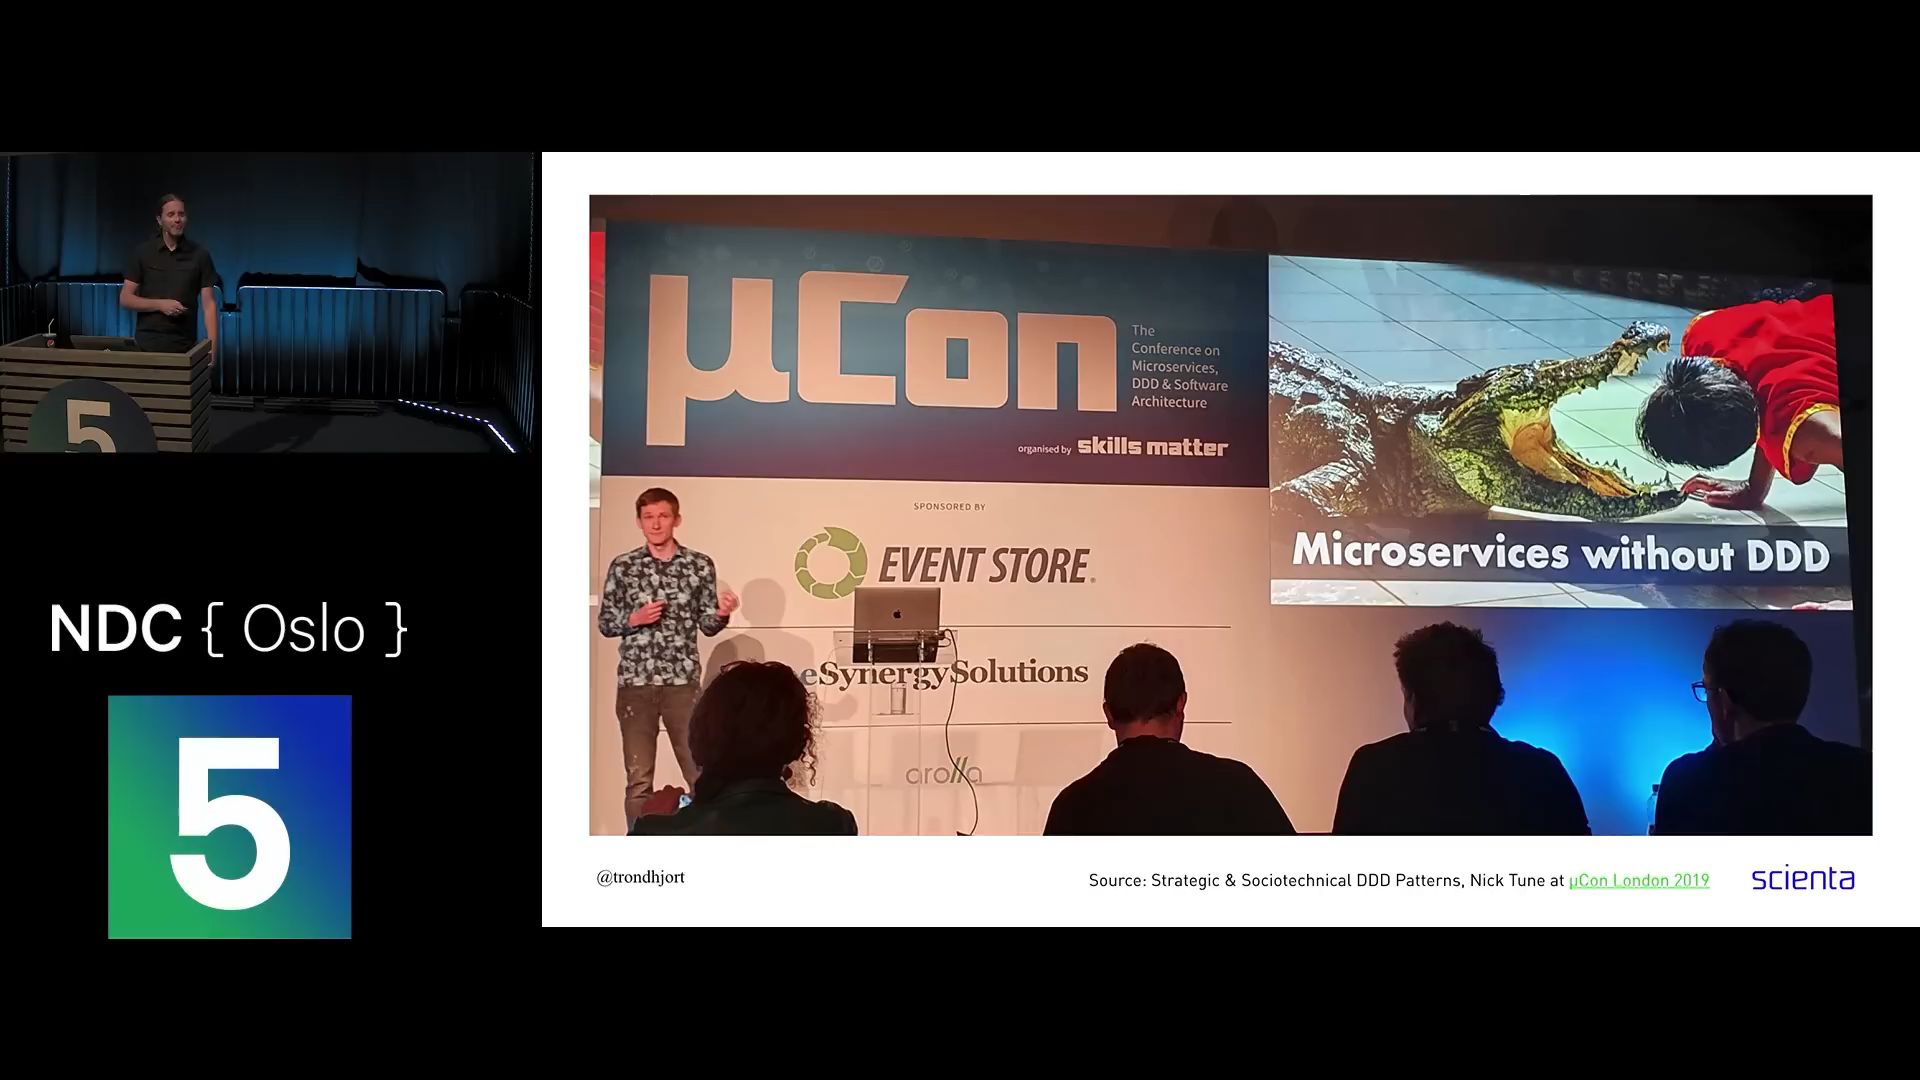 5
NDC { Oslo }
5
µCon
The
Conference on
Microservices,
DDD & Software
Architecture
organised by skills matter
SPONSORED BY
EVENT STORE®
eSynergySolutions
arolla
Microservices without DDD
@trondhjort
Source: Strategic & Sociotechnical DDD Patterns, Nick Tune at µCon London 2019
scienta